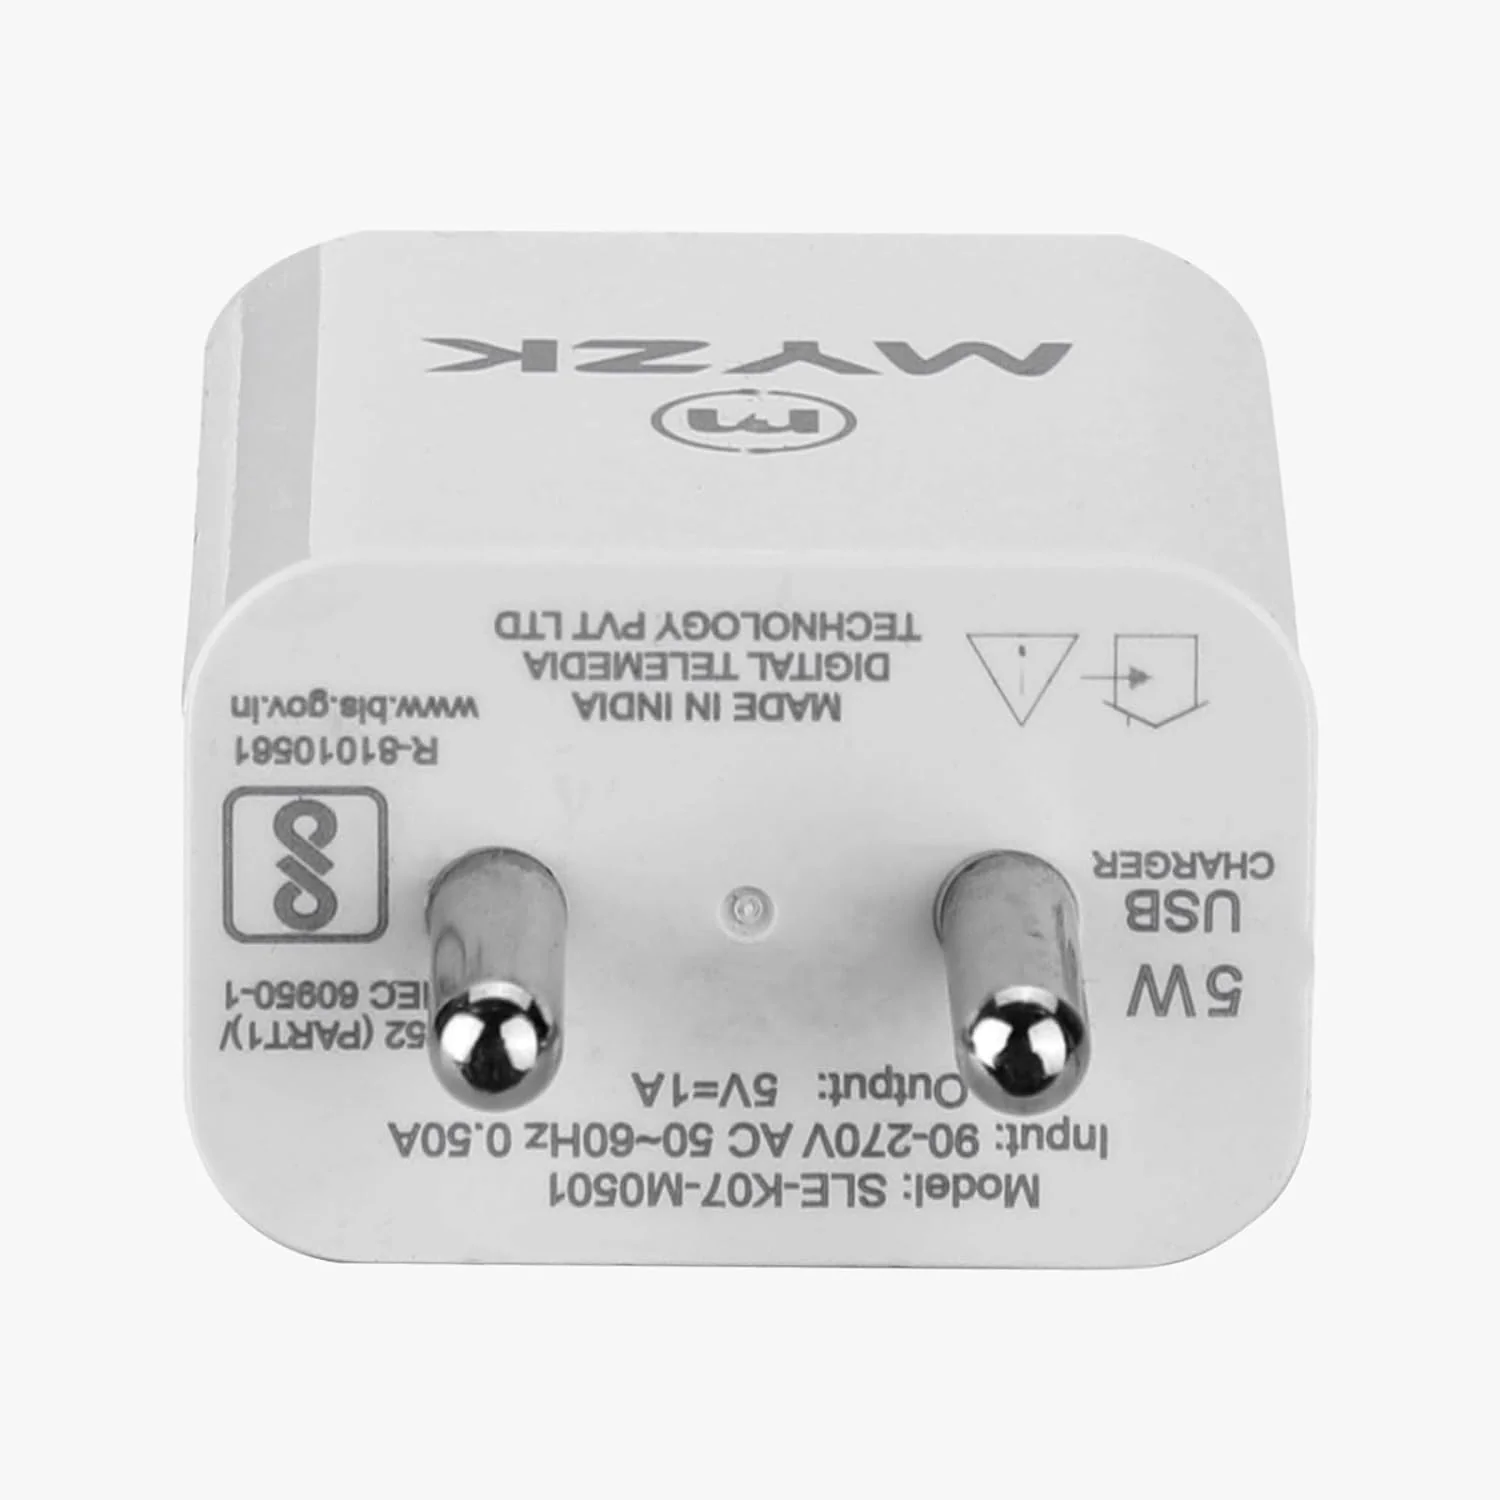 Model: SLE-K07-M0501
Input: 90-270V AC 50~60Hz 0.50A
Output: 5V=1A
5W
USB
CHARGER
52 (PART1)/
IEC 60950-1
R-81010561
www.bis.gov.in
MADE IN INDIA
DIGITAL TELEMEDIA
TECHNOLOGY PVT LTD
m
MYZK